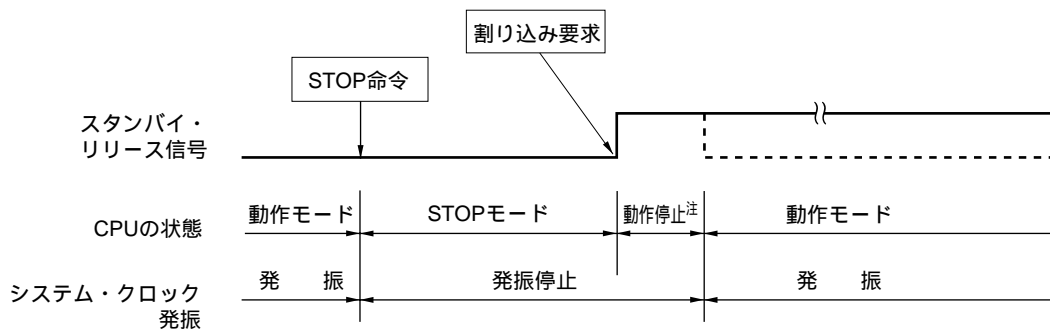 割り込み要求
STOP命令
スタンバイ・
リリース信号
CPUの状態
動作モード
STOPモード
動作停止注
動作モード
システム・クロック
発振
発　振
発振停止
発　振